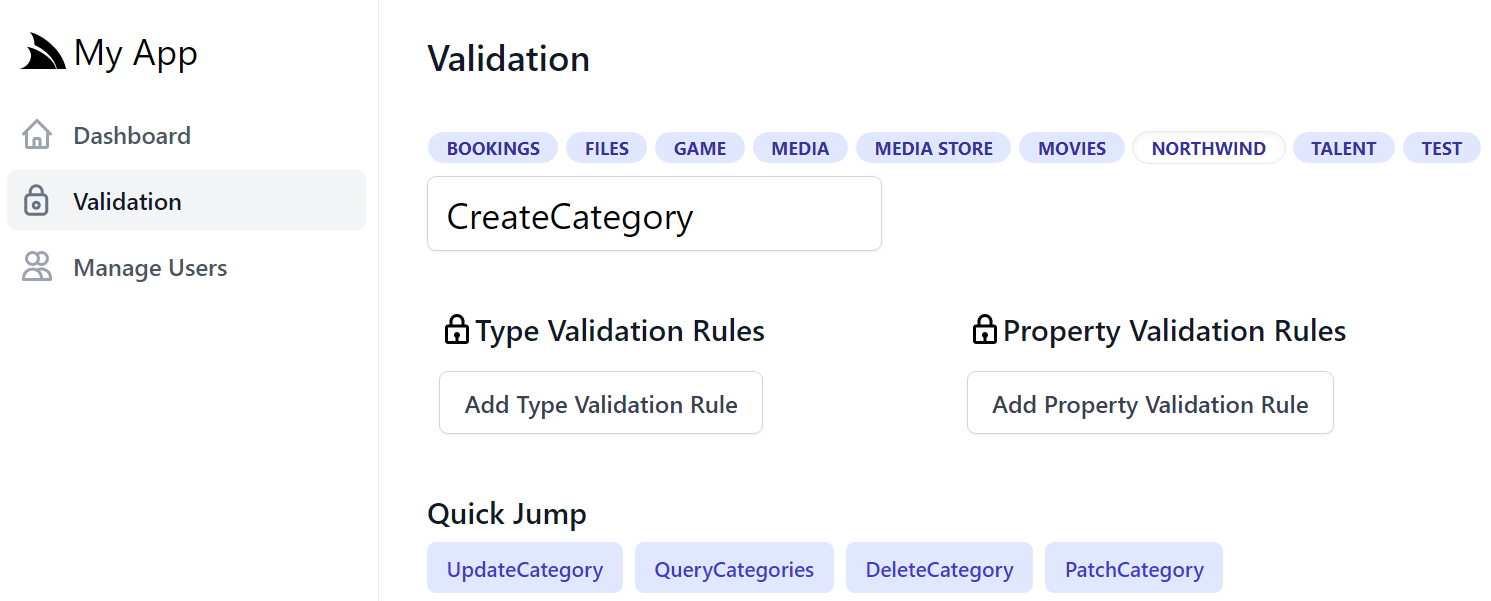 My App
Dashboard
Validation
Manage Users
Validation
BOOKINGS FILES GAME MEDIA MEDIA STORE MOVIES NORTHWIND TALENT TEST
CreateCategory
Type Validation Rules
Add Type Validation Rule
Property Validation Rules
Add Property Validation Rule
Quick Jump
UpdateCategory QueryCategories DeleteCategory PatchCategory